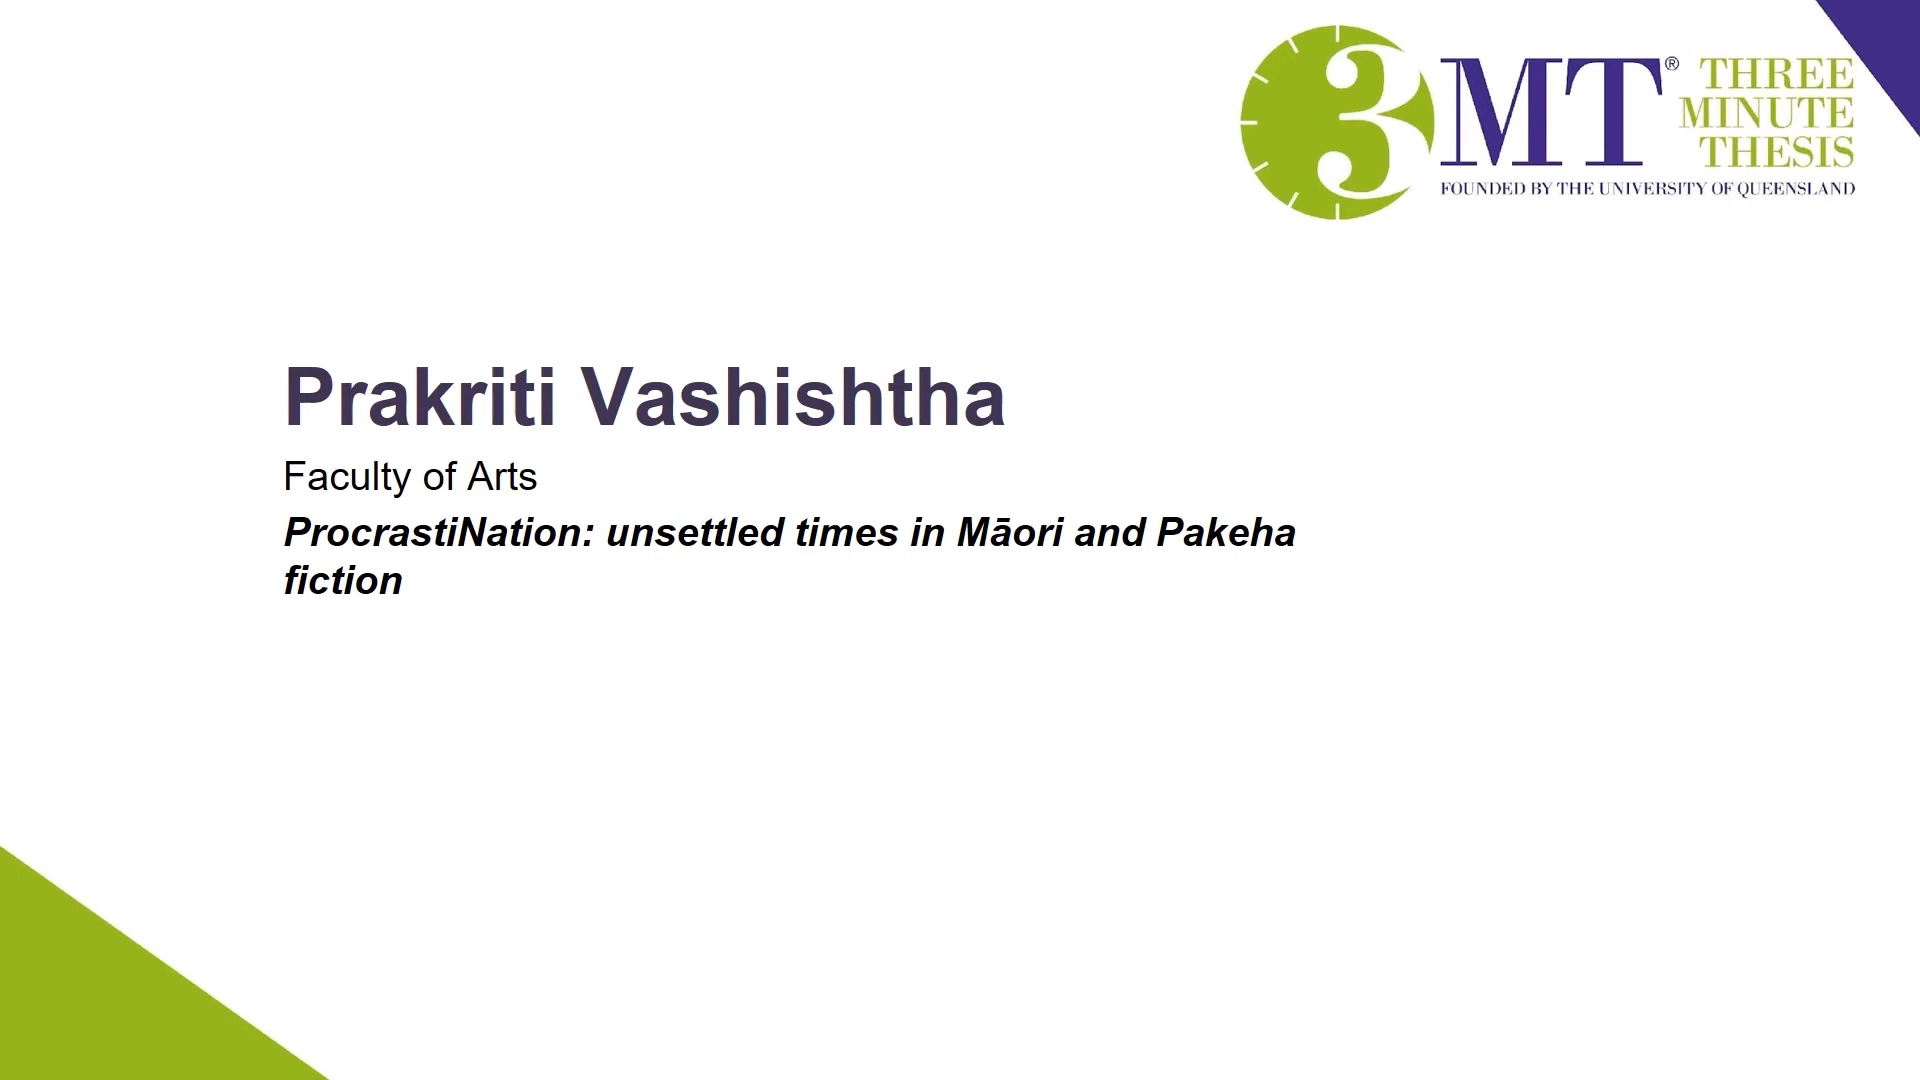 3MT® THREE
MINUTE
THESIS
FOUNDED BY THE UNIVERSITY OF QUEENSLAND
Prakriti Vashishtha
Faculty of Arts
ProcrastiNation: unsettled times in Māori and Pakeha
fiction